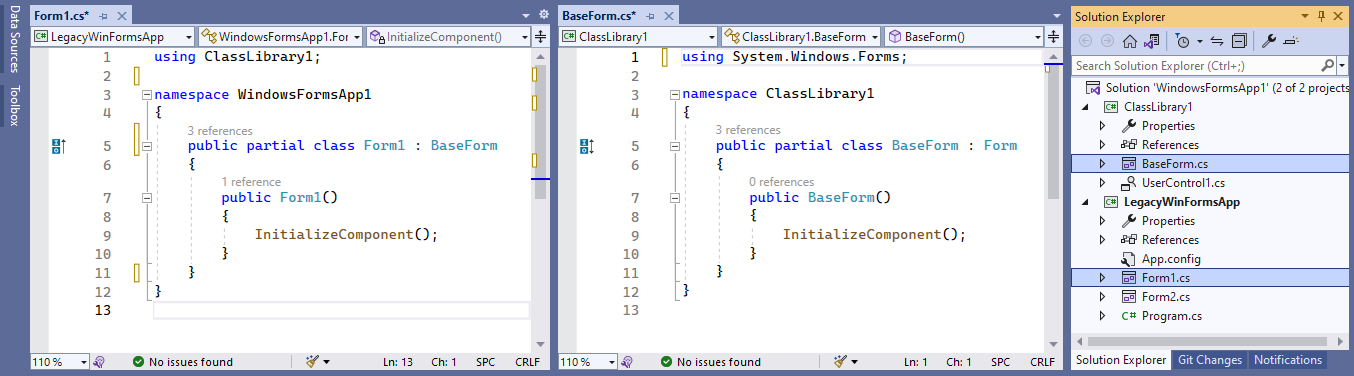 Data Sources
Toolbox
Form1.cs*
LegacyWinFormsApp
WindowsFormsApp1.For
InitializeComponent()
1 using ClassLibrary1;
2
3 namespace WindowsFormsApp1
4 {
3 references
5 public partial class Form1 : BaseForm
6 {
1 reference
7 public Form1()
8 {
9 InitializeComponent();
10 }
11 }
12 }
13
110 %
No issues found
Ln: 13
Ch: 1
SPC
CRLF
BaseForm.cs*
ClassLibrary1
ClassLibrary1.BaseForm
BaseForm()
1 using System.Windows.Forms;
2
3 namespace ClassLibrary1
4 {
3 references
5 public partial class BaseForm : Form
6 {
0 references
7 public BaseForm()
8 {
9 InitializeComponent();
10 }
11 }
12 }
13
110 %
No issues found
Ln: 1
Ch: 1
SPC
CRLF
Solution Explorer
Search Solution Explorer (Ctrl+;)
Solution 'WindowsFormsApp1' (2 of 2 projects
C# ClassLibrary1
Properties
References
BaseForm.cs
UserControl1.cs
C# LegacyWinFormsApp
Properties
References
App.config
Form1.cs
Form2.cs
C# Program.cs
Solution Explorer
Git Changes
Notifications